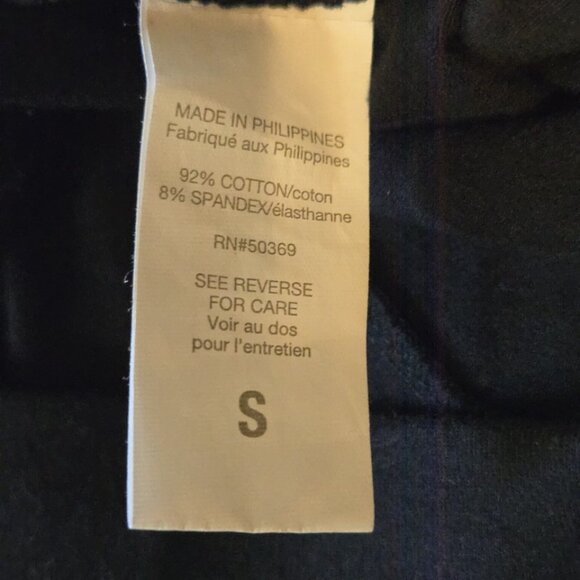 MADE IN PHILIPPINES
Fabriqué aux Philippines
92% COTTON/coton
8% SPANDEX/élasthanne
RN#50369
SEE REVERSE
FOR CARE
Voir au dos
pour l'entretien
S